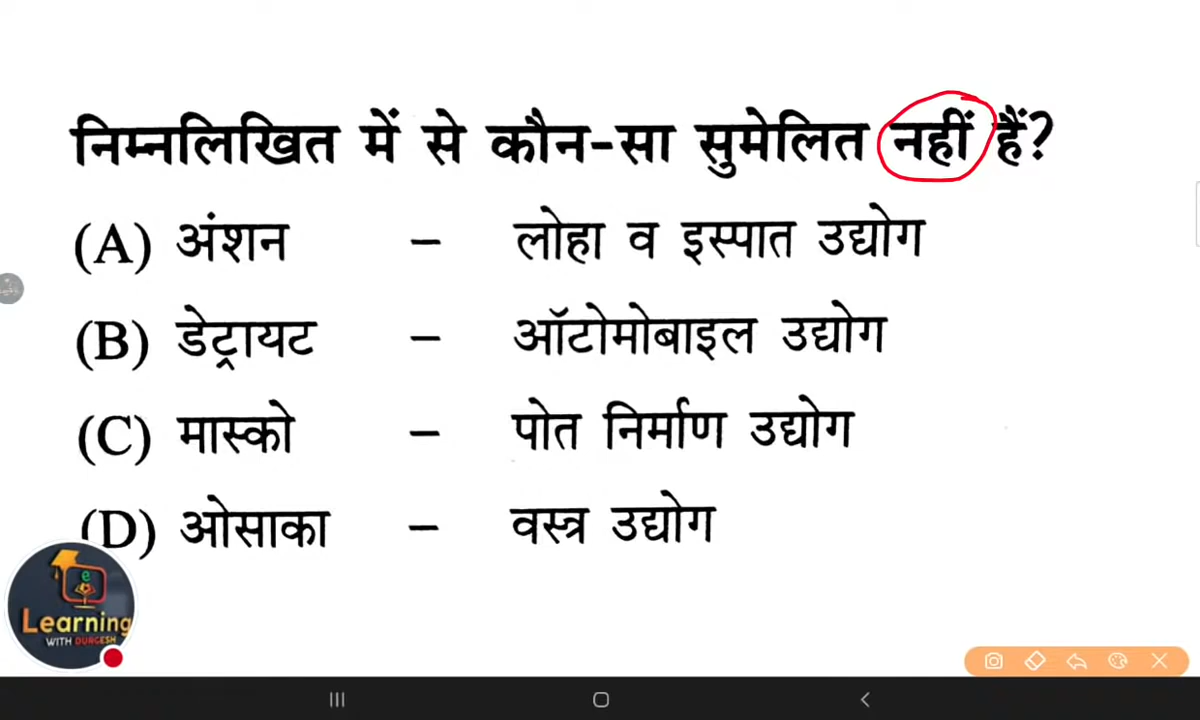 निम्नलिखित में से कौन-सा सुमेलित नहीं हैं?
(A) अंशन – लोहा व इस्पात उद्योग
(B) डेट्रायट – ऑटोमोबाइल उद्योग
(C) मास्को – पोत निर्माण उद्योग
(D) ओसाका – वस्त्र उद्योग
e
Learning
WITH DURGESH